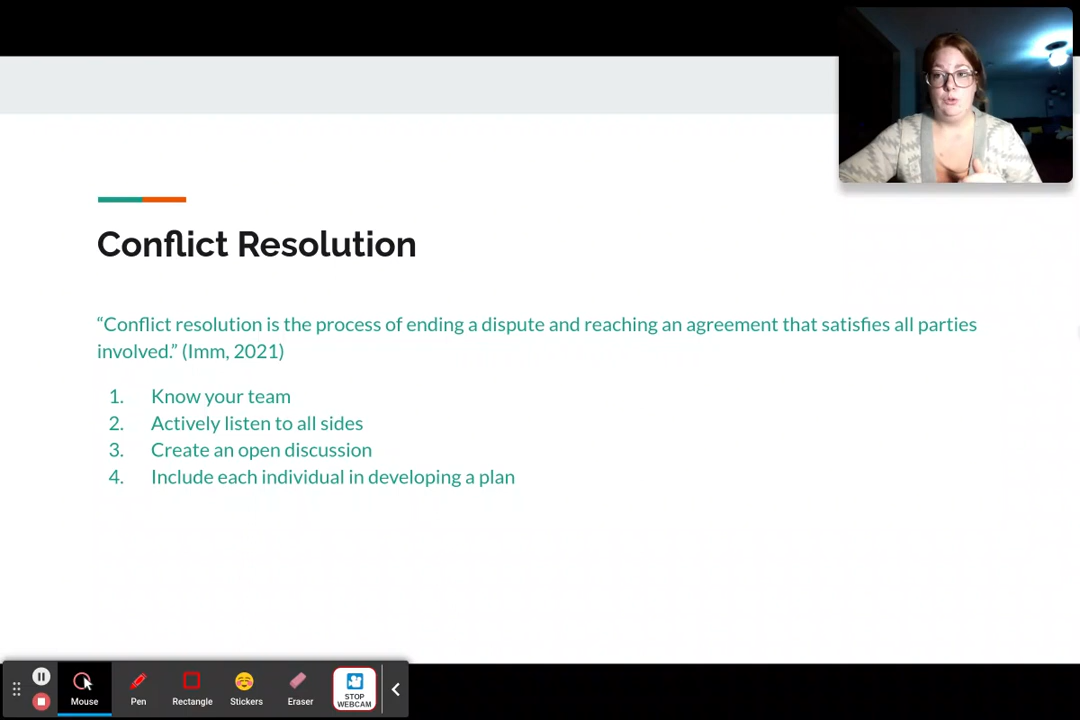 Conflict Resolution
“Conflict resolution is the process of ending a dispute and reaching an agreement that satisfies all parties
involved.” (Imm, 2021)
1. Know your team
2. Actively listen to all sides
3. Create an open discussion
4. Include each individual in developing a plan
Mouse Pen Rectangle Stickers Eraser STOP
WEBCAM